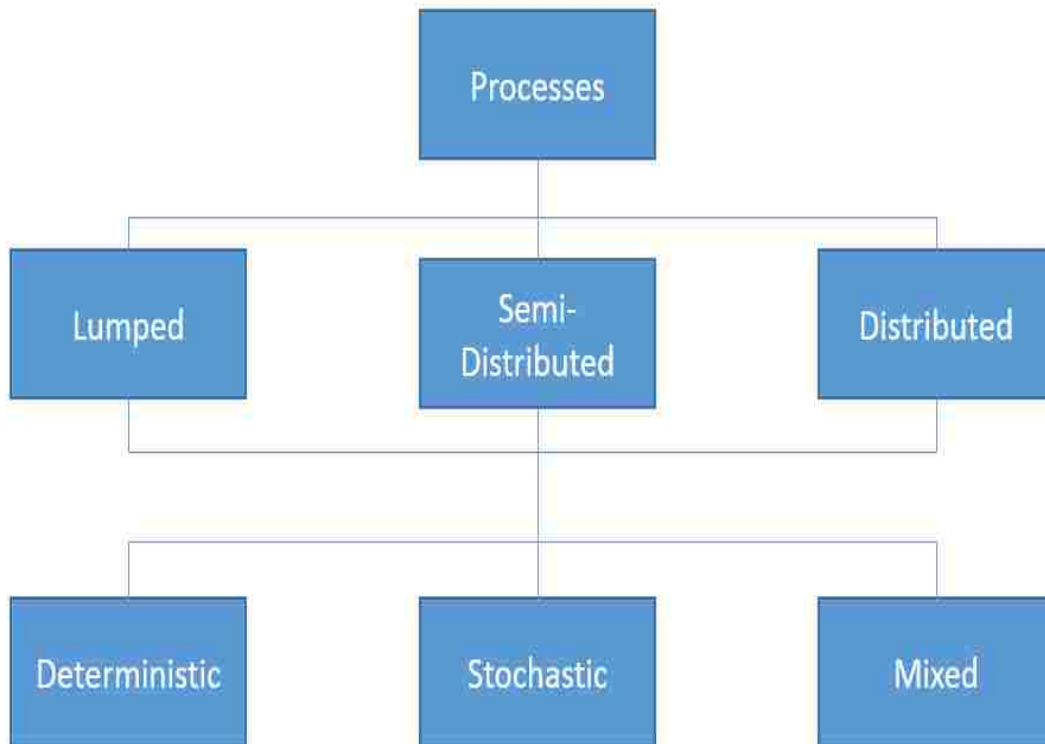 Processes
Lumped
Semi-
Distributed
Distributed
Deterministic
Stochastic
Mixed